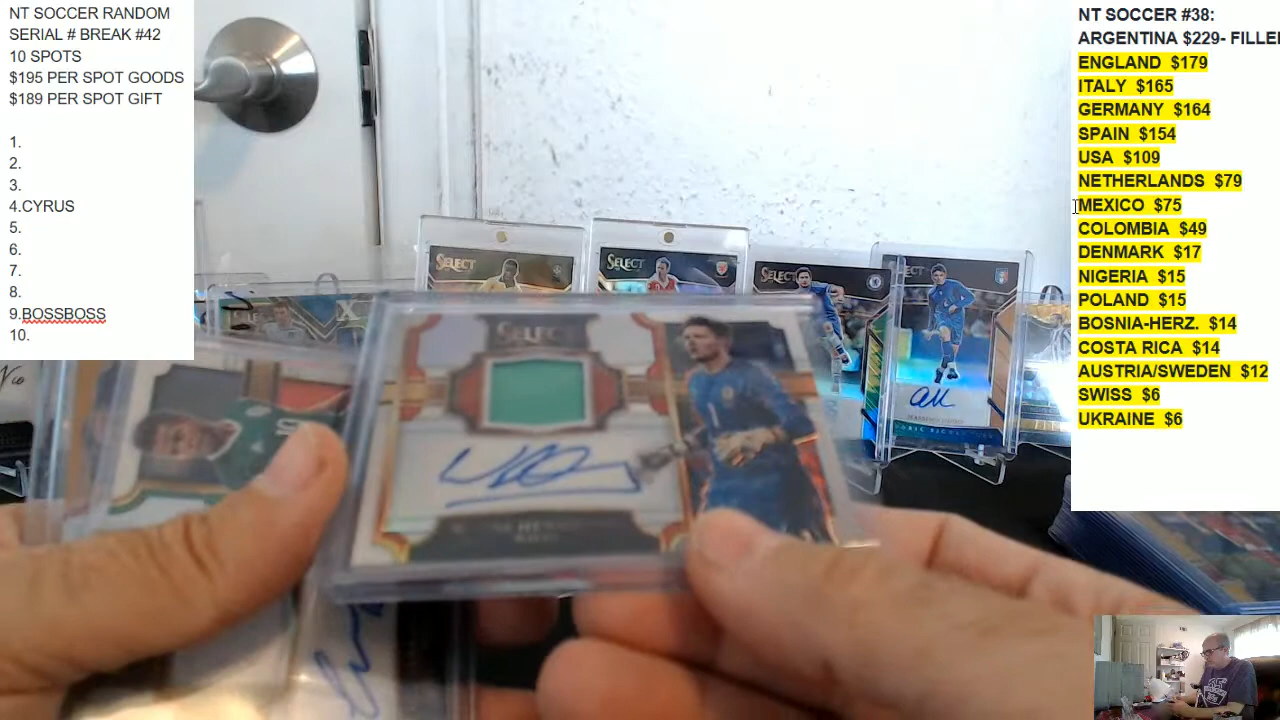 NT SOCCER RANDOM
SERIAL # BREAK #42
10 SPOTS
$195 PER SPOT GOODS
$189 PER SPOT GIFT
1.
2.
3.
4.CYRUS
5.
6.
7.
8.
9.BOSSBOSS
10.
NT SOCCER #38:
ARGENTINA $229- FILLE
ENGLAND $179
ITALY $165
GERMANY $164
SPAIN $154
USA $109
NETHERLANDS $79
MEXICO $75
COLOMBIA $49
DENMARK $17
NIGERIA $15
POLAND $15
BOSNIA-HERZ. $14
COSTA RICA $14
AUSTRIA/SWEDEN $12
SWISS $6
UKRAINE $6
SELECT
SELECT
SELECT
SELECT
SELECT